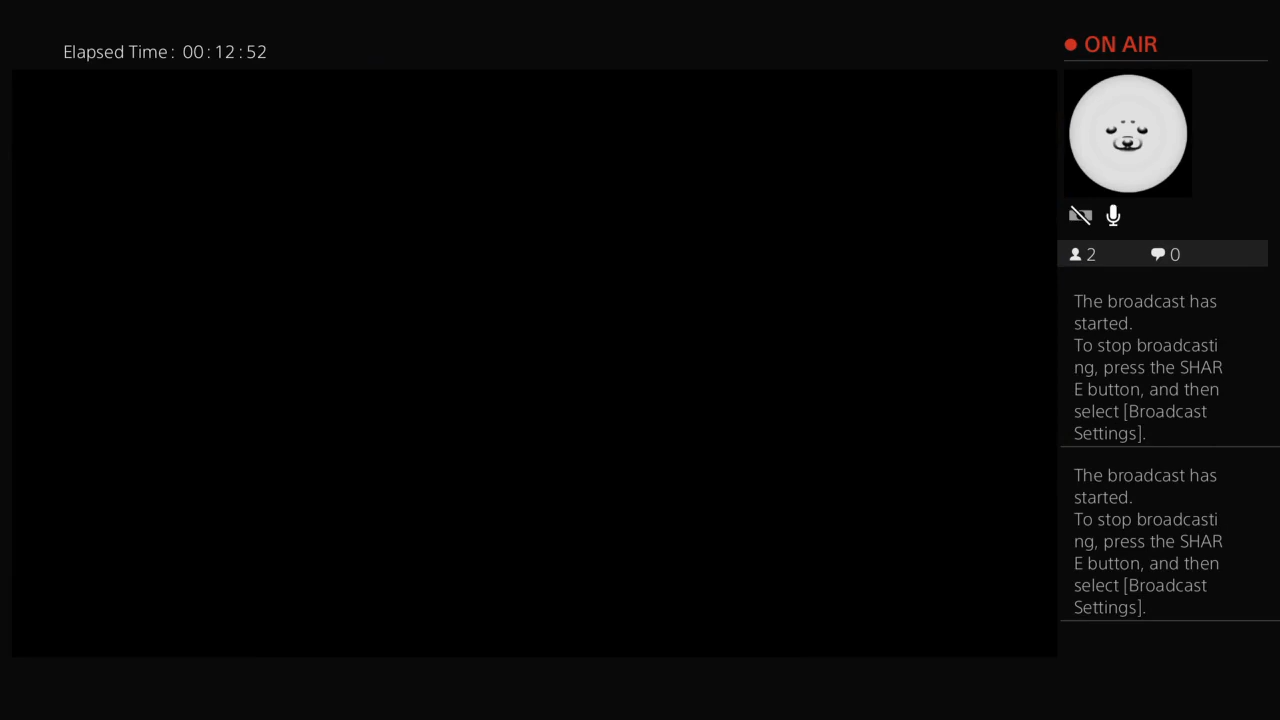 Elapsed Time: 00:12:52
ON AIR
2
0
The broadcast has
started.
To stop broadcasti
ng, press the SHAR
E button, and then
select [Broadcast
Settings].
The broadcast has
started.
To stop broadcasti
ng, press the SHAR
E button, and then
select [Broadcast
Settings].